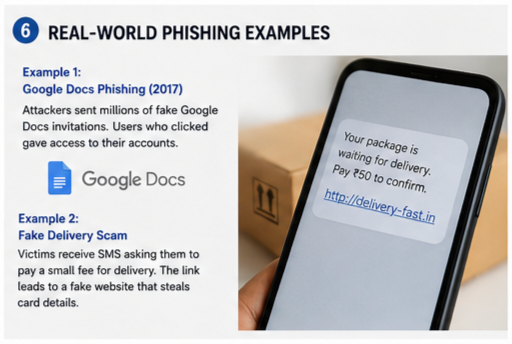 6 REAL-WORLD PHISHING EXAMPLES
Example 1:
Google Docs Phishing (2017)
Attackers sent millions of fake Google
Docs invitations. Users who clicked
gave access to their accounts.
Google Docs
Example 2:
Fake Delivery Scam
Victims receive SMS asking them to
pay a small fee for delivery. The link
leads to a fake website that steals
card details.
Your package is
waiting for delivery.
Pay ₹50 to confirm.
http://delivery-fast.in